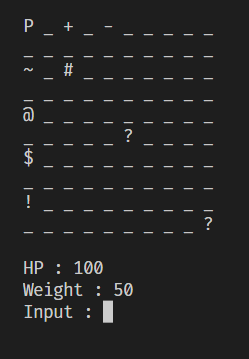 P _ + _ - _ _ _ _ _
_ _ _ _ _ _ _ _ _ _
~ _ # _ _ _ _ _ _ _
_ _ _ _ _ _ _ _ _ _
@ _ _ _ _ _ _ _ _ _
_ _ _ _ _ ? _ _ _ _
$ _ _ _ _ _ _ _ _ _
_ _ _ _ _ _ _ _ _ _
! _ _ _ _ _ _ _ _ _
_ _ _ _ _ _ _ _ _ ?
HP : 100
Weight : 50
Input :